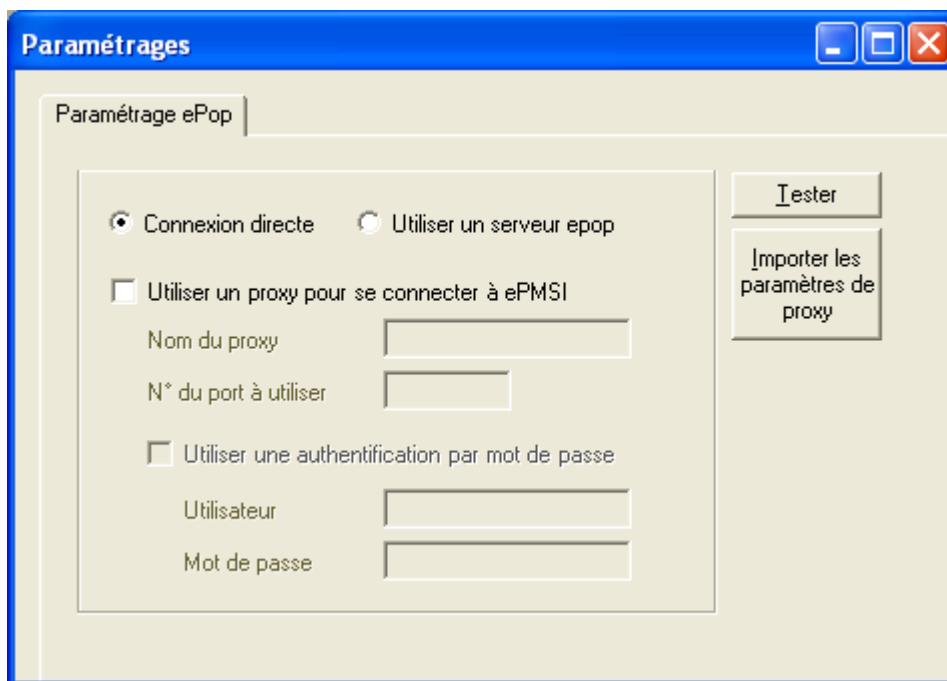 Paramétrages
Paramétrage ePop
Connexion directe
Utiliser un serveur epop
Tester
Importer les
paramètres de
proxy
Utiliser un proxy pour se connecter à ePMSI
Nom du proxy
N° du port à utiliser
Utiliser une authentification par mot de passe
Utilisateur
Mot de passe